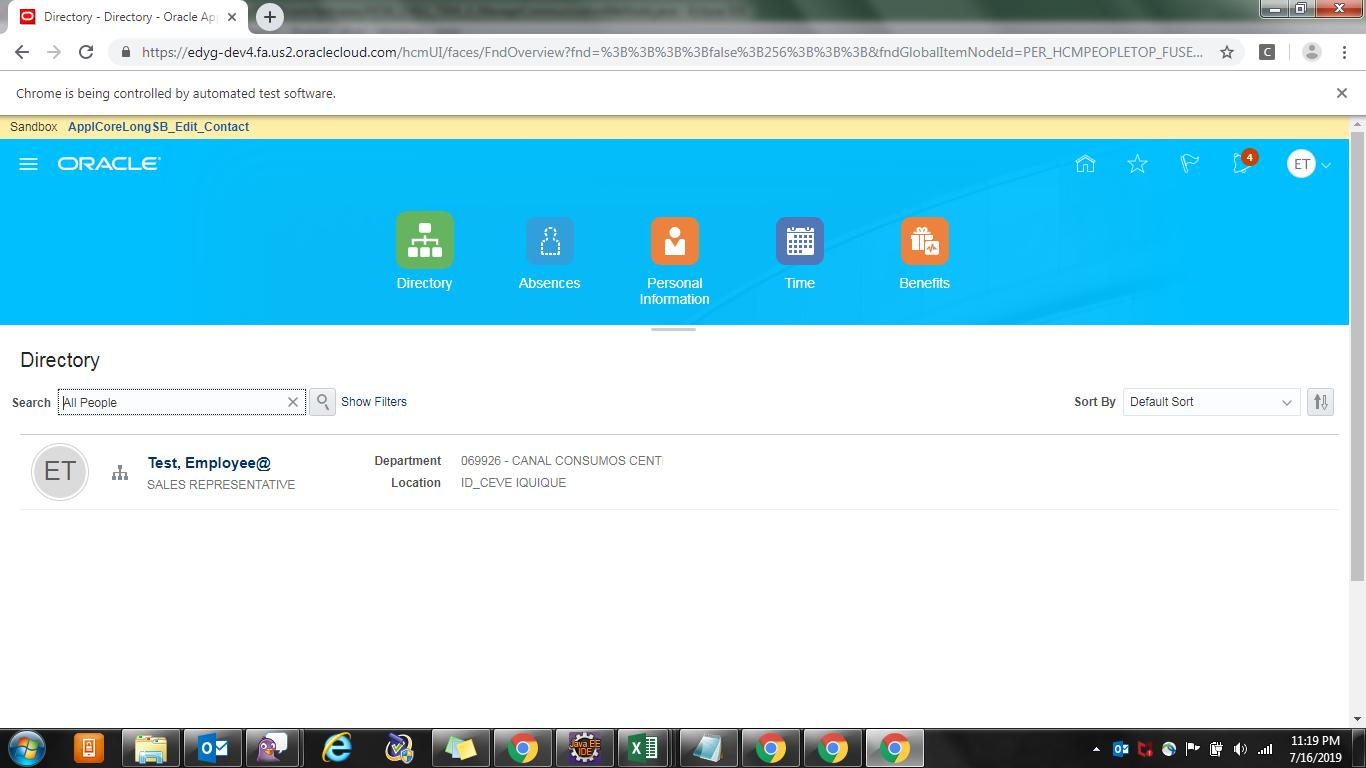 Directory - Directory - Oracle Ap
https://edyg-dev4.fa.us2.oraclecloud.com/hcmUI/faces/FndOverview?fnd=%3B%3B%3B%3Bfalse%3B256%3B%3B%3B&fndGlobalItemNodeId=PER_HCMPEOPLETOP_FUSE...
C
Chrome is being controlled by automated test software.
Sandbox ApplCoreLongSB_Edit_Contact
ORACLE
4
ET
Directory
Absences
Personal
Information
Time
Benefits
Directory
Search All People Show Filters Sort By Default Sort
ET
Test, Employee@ Department 069926 - CANAL CONSUMOS CENT
SALES REPRESENTATIVE Location ID_CEVE IQUIQUE
Java EE
IDE
11:19 PM
7/16/2019